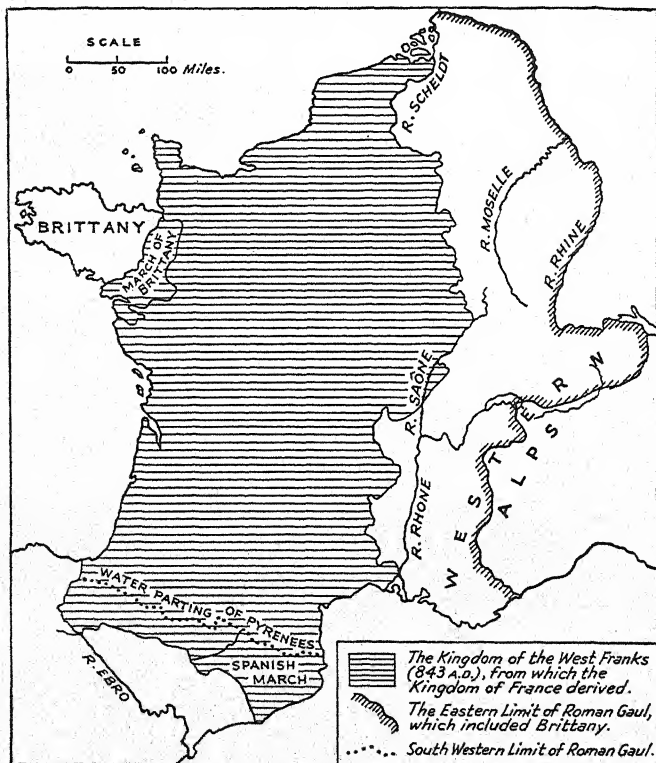 SCALE
0 50 100 Miles.
R. SCHELDT
R. MOSELLE
R. RHINE
BRITTANY
MARCH OF
BRITTANY
R. SAÔNE
WESTERN
ALPS
R. RHONE
WATER PARTING OF PYRENEES
SPANISH
MARCH
R. EBRO
The Kingdom of the West Franks
(843 A.D.), from which the
Kingdom of France derived.
The Eastern Limit of Roman Gaul,
which included Brittany.
South Western Limit of Roman Gaul.